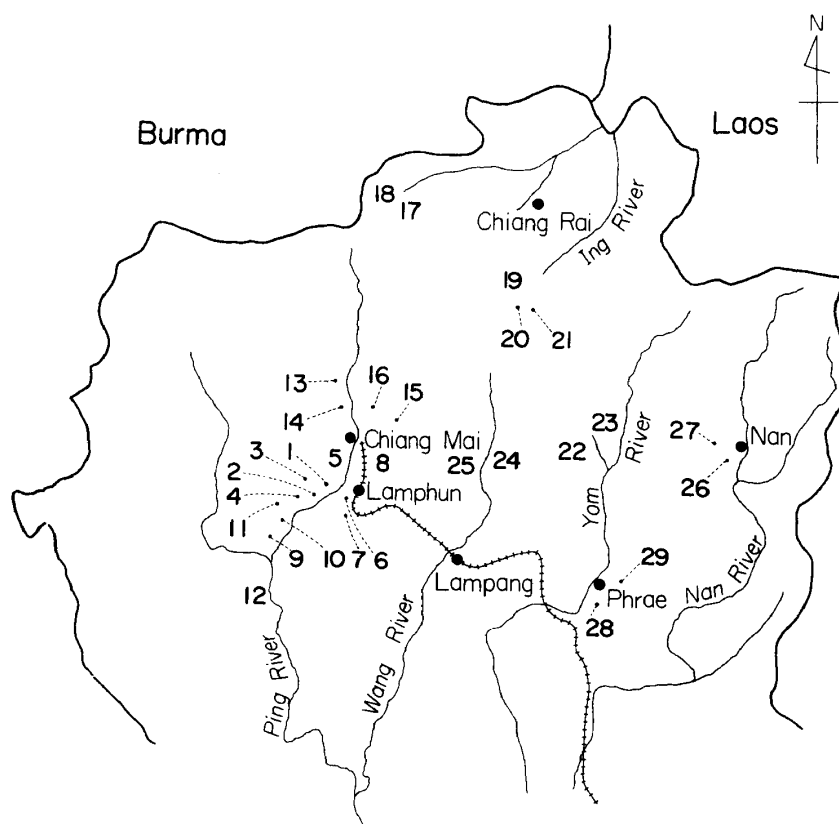 N
Burma
Laos
18
17
Chiang Rai
Ing River
19
20
21
13
16
15
14
23
Chiang Mai
27
Nan
3
1
5
8
25
24
22
Yom River
2
26
4
Lamphun
11
9
10
7
6
Lampang
29
12
Phrae
Nan River
28
Ping River
Wang River